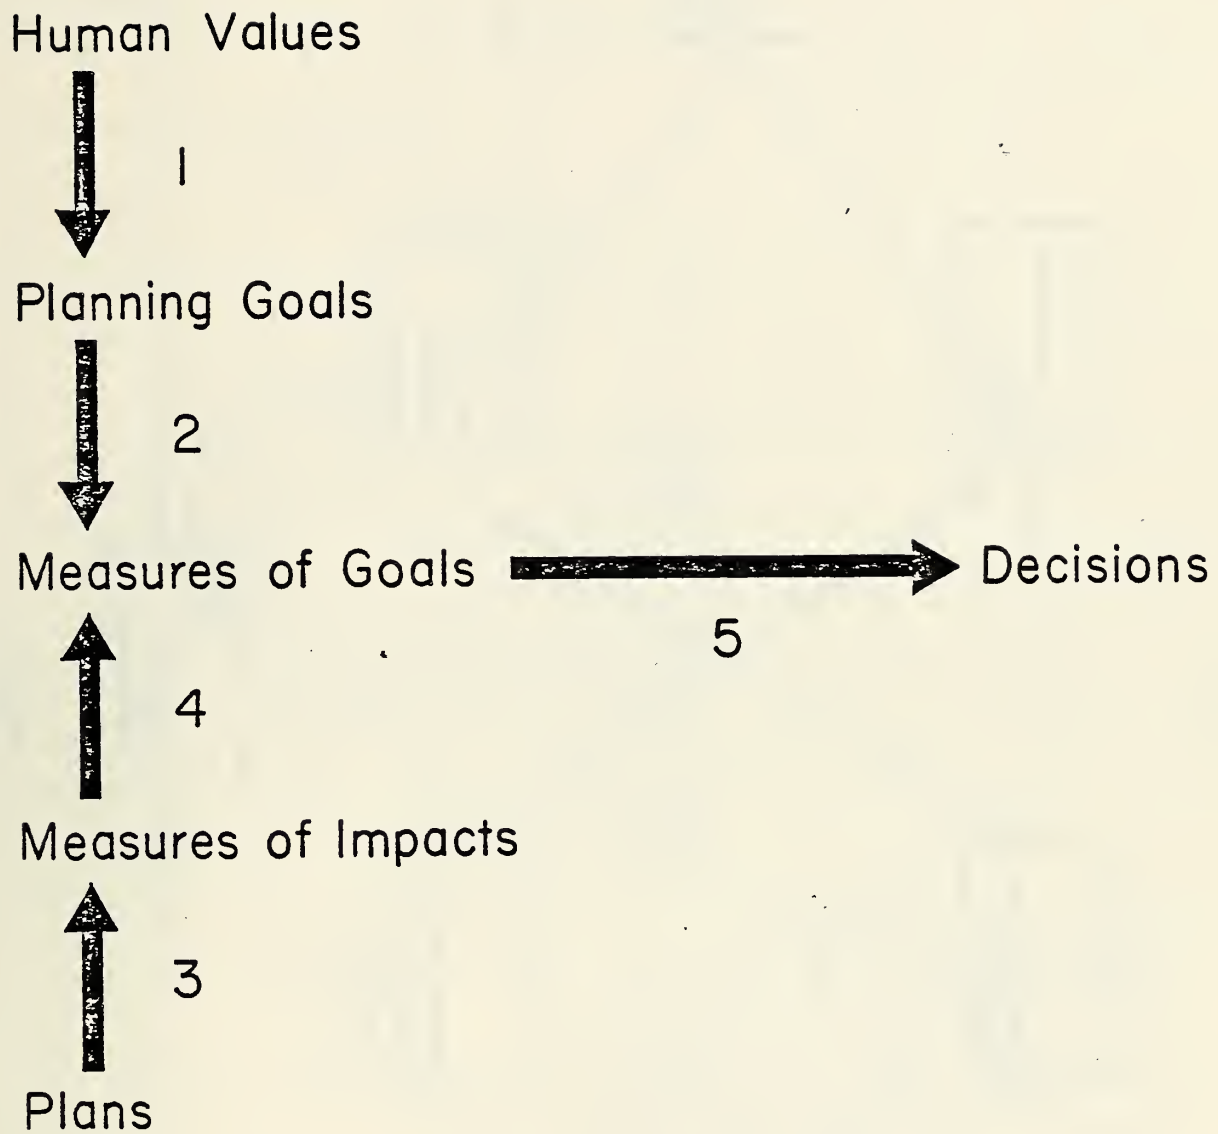 Human Values
1
Planning Goals
2
Measures of Goals
Decisions
5
4
Measures of Impacts
3
Plans